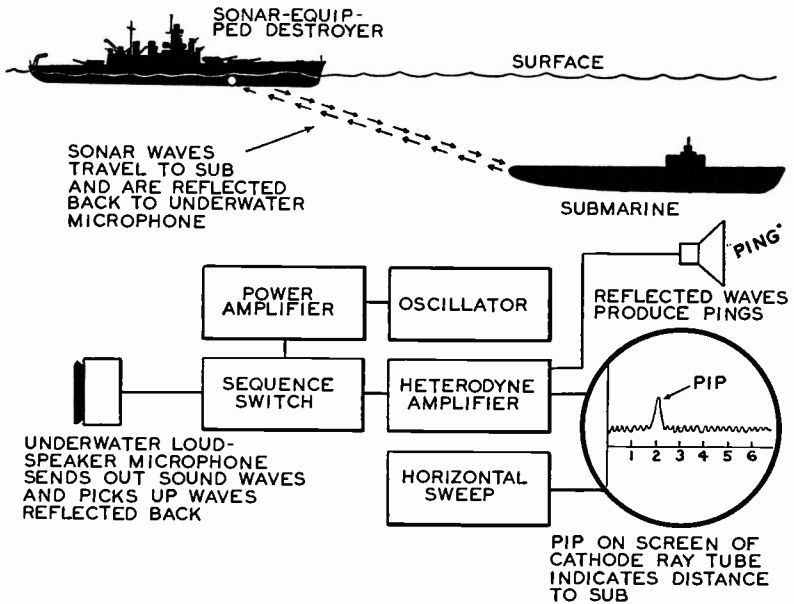 SONAR-EQUIP-
PED DESTROYER
SURFACE
SONAR WAVES
TRAVEL TO SUB
AND ARE REFLECTED
BACK TO UNDERWATER
MICROPHONE
SUBMARINE
"PING"
POWER
AMPLIFIER
OSCILLATOR
REFLECTED WAVES
PRODUCE PINGS
SEQUENCE
SWITCH
HETERODYNE
AMPLIFIER
PIP
1 2 3 4 5 6
UNDERWATER LOUD-
SPEAKER MICROPHONE
SENDS OUT SOUND WAVES
AND PICKS UP WAVES
REFLECTED BACK
HORIZONTAL
SWEEP
PIP ON SCREEN OF
CATHODE RAY TUBE
INDICATES DISTANCE
TO SUB